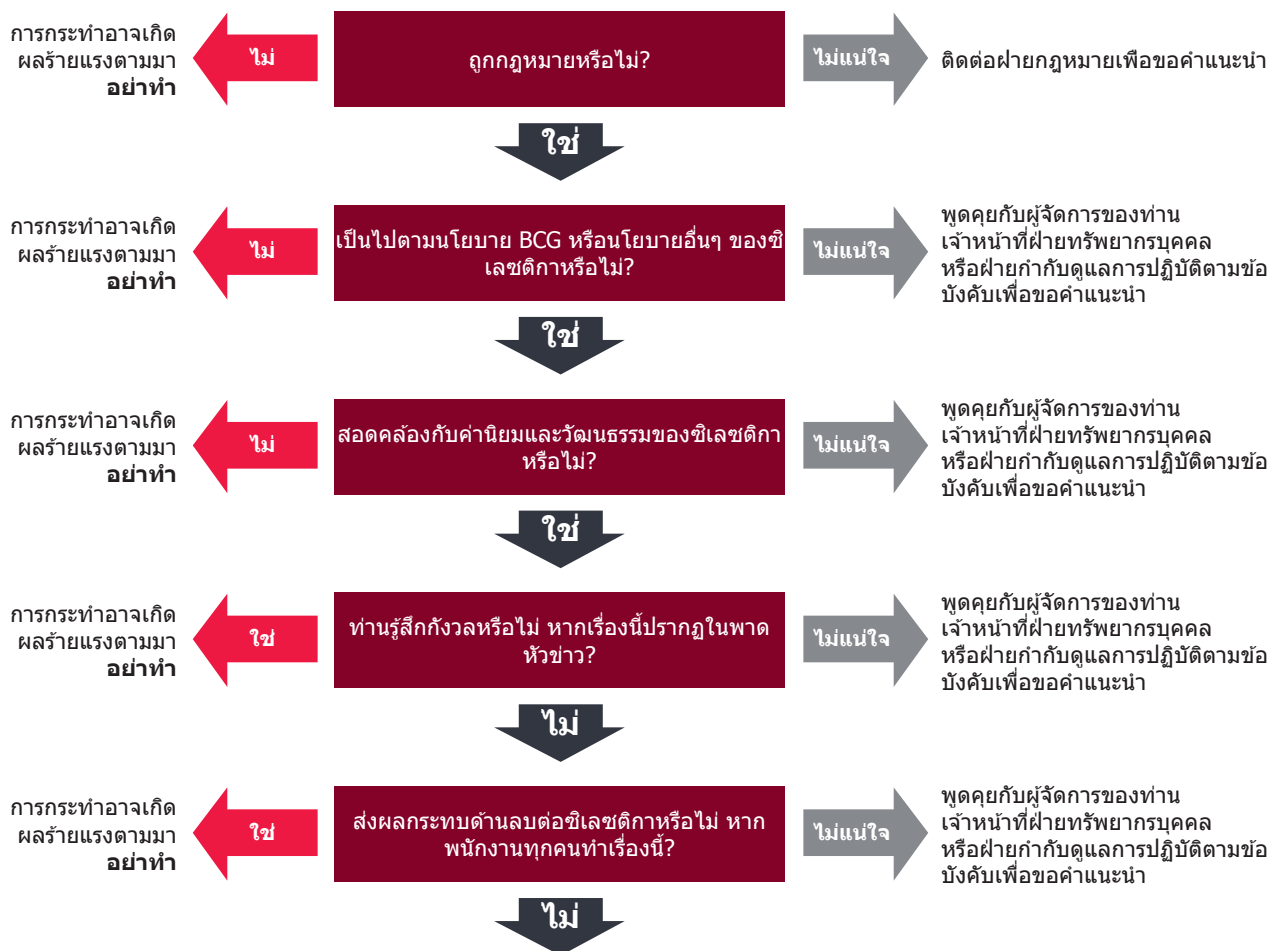 การกระทำอาจเกิด
ผลร้ายแรงตามมา
อย่าทำ
ไม่
ถูกกฎหมายหรือไม่?
ไม่แน่ใจ
ติดต่อฝ่ายกฎหมายเพื่อขอคำแนะนำ
ใช่
การกระทำอาจเกิด
ผลร้ายแรงตามมา
อย่าทำ
ไม่
เป็นไปตามนโยบาย BCG หรือนโยบายอื่นๆ ของซิ
เลซติกาหรือไม่?
ไม่แน่ใจ
พูดคุยกับผู้จัดการของท่าน
เจ้าหน้าที่ฝ่ายทรัพยากรบุคคล
หรือฝ่ายกำกับดูแลการปฏิบัติตามข้อ
บังคับเพื่อขอคำแนะนำ
ใช่
การกระทำอาจเกิด
ผลร้ายแรงตามมา
อย่าทำ
ไม่
สอดคล้องกับค่านิยมและวัฒนธรรมของซิเลซติกา
หรือไม่?
ไม่แน่ใจ
พูดคุยกับผู้จัดการของท่าน
เจ้าหน้าที่ฝ่ายทรัพยากรบุคคล
หรือฝ่ายกำกับดูแลการปฏิบัติตามข้อ
บังคับเพื่อขอคำแนะนำ
ใช่
การกระทำอาจเกิด
ผลร้ายแรงตามมา
อย่าทำ
ใช่
ท่านรู้สึกกังวลหรือไม่ หากเรื่องนี้ปรากฏในพาด
หัวข่าว?
ไม่แน่ใจ
พูดคุยกับผู้จัดการของท่าน
เจ้าหน้าที่ฝ่ายทรัพยากรบุคคล
หรือฝ่ายกำกับดูแลการปฏิบัติตามข้อ
บังคับเพื่อขอคำแนะนำ
ไม่
การกระทำอาจเกิด
ผลร้ายแรงตามมา
อย่าทำ
ใช่
ส่งผลกระทบด้านลบต่อซิเลซติกาหรือไม่ หาก
พนักงานทุกคนทำเรื่องนี้?
ไม่แน่ใจ
พูดคุยกับผู้จัดการของท่าน
เจ้าหน้าที่ฝ่ายทรัพยากรบุคคล
หรือฝ่ายกำกับดูแลการปฏิบัติตามข้อ
บังคับเพื่อขอคำแนะนำ
ไม่